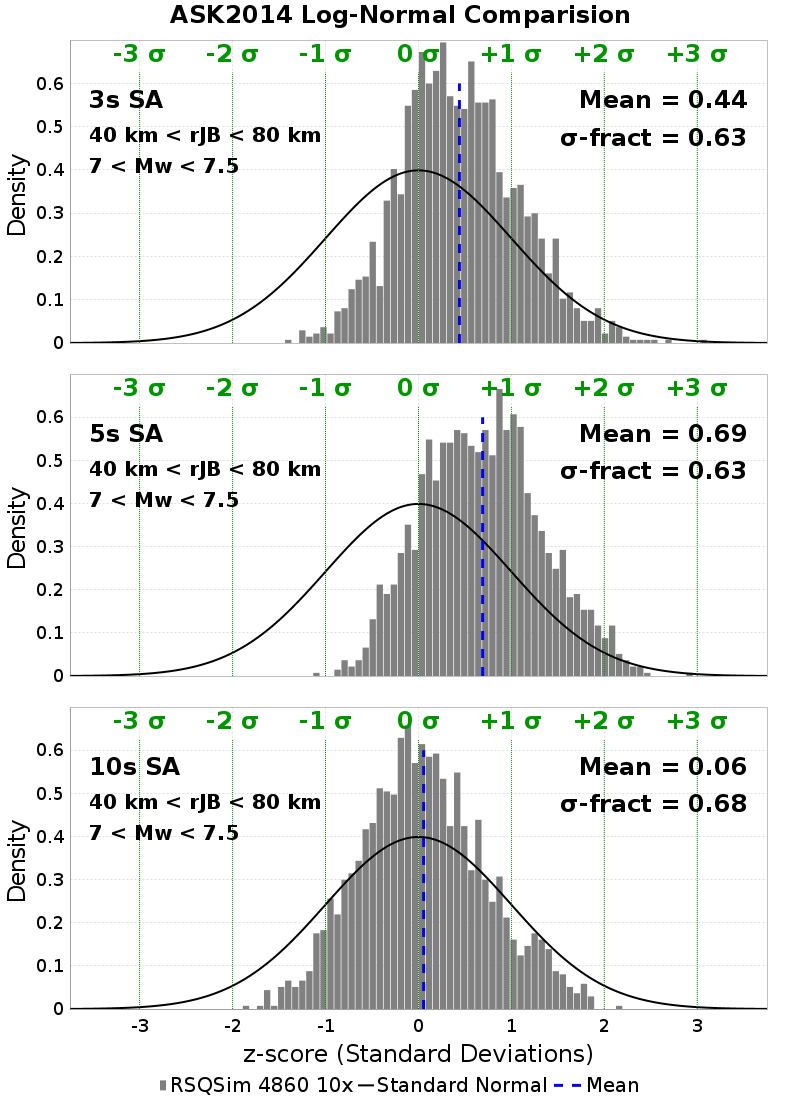 ASK2014 Log-Normal Comparision
-3 σ -2 σ -1 σ 0 σ +1 σ +2 σ +3 σ
3s SA
40 km < rJB < 80 km
7 < Mw < 7.5
Mean = 0.44
σ-fract = 0.63
Density
0.6
0.5
0.4
0.3
0.2
0.1
0
-3 σ -2 σ -1 σ 0 σ +1 σ +2 σ +3 σ
5s SA
40 km < rJB < 80 km
7 < Mw < 7.5
Mean = 0.69
σ-fract = 0.63
Density
0.6
0.5
0.4
0.3
0.2
0.1
0
-3 σ -2 σ -1 σ 0 σ +1 σ +2 σ +3 σ
10s SA
40 km < rJB < 80 km
7 < Mw < 7.5
Mean = 0.06
σ-fract = 0.68
Density
0.6
0.5
0.4
0.3
0.2
0.1
0
-3 -2 -1 0 1 2 3
z-score (Standard Deviations)
RSQSim 4860 10x Standard Normal Mean